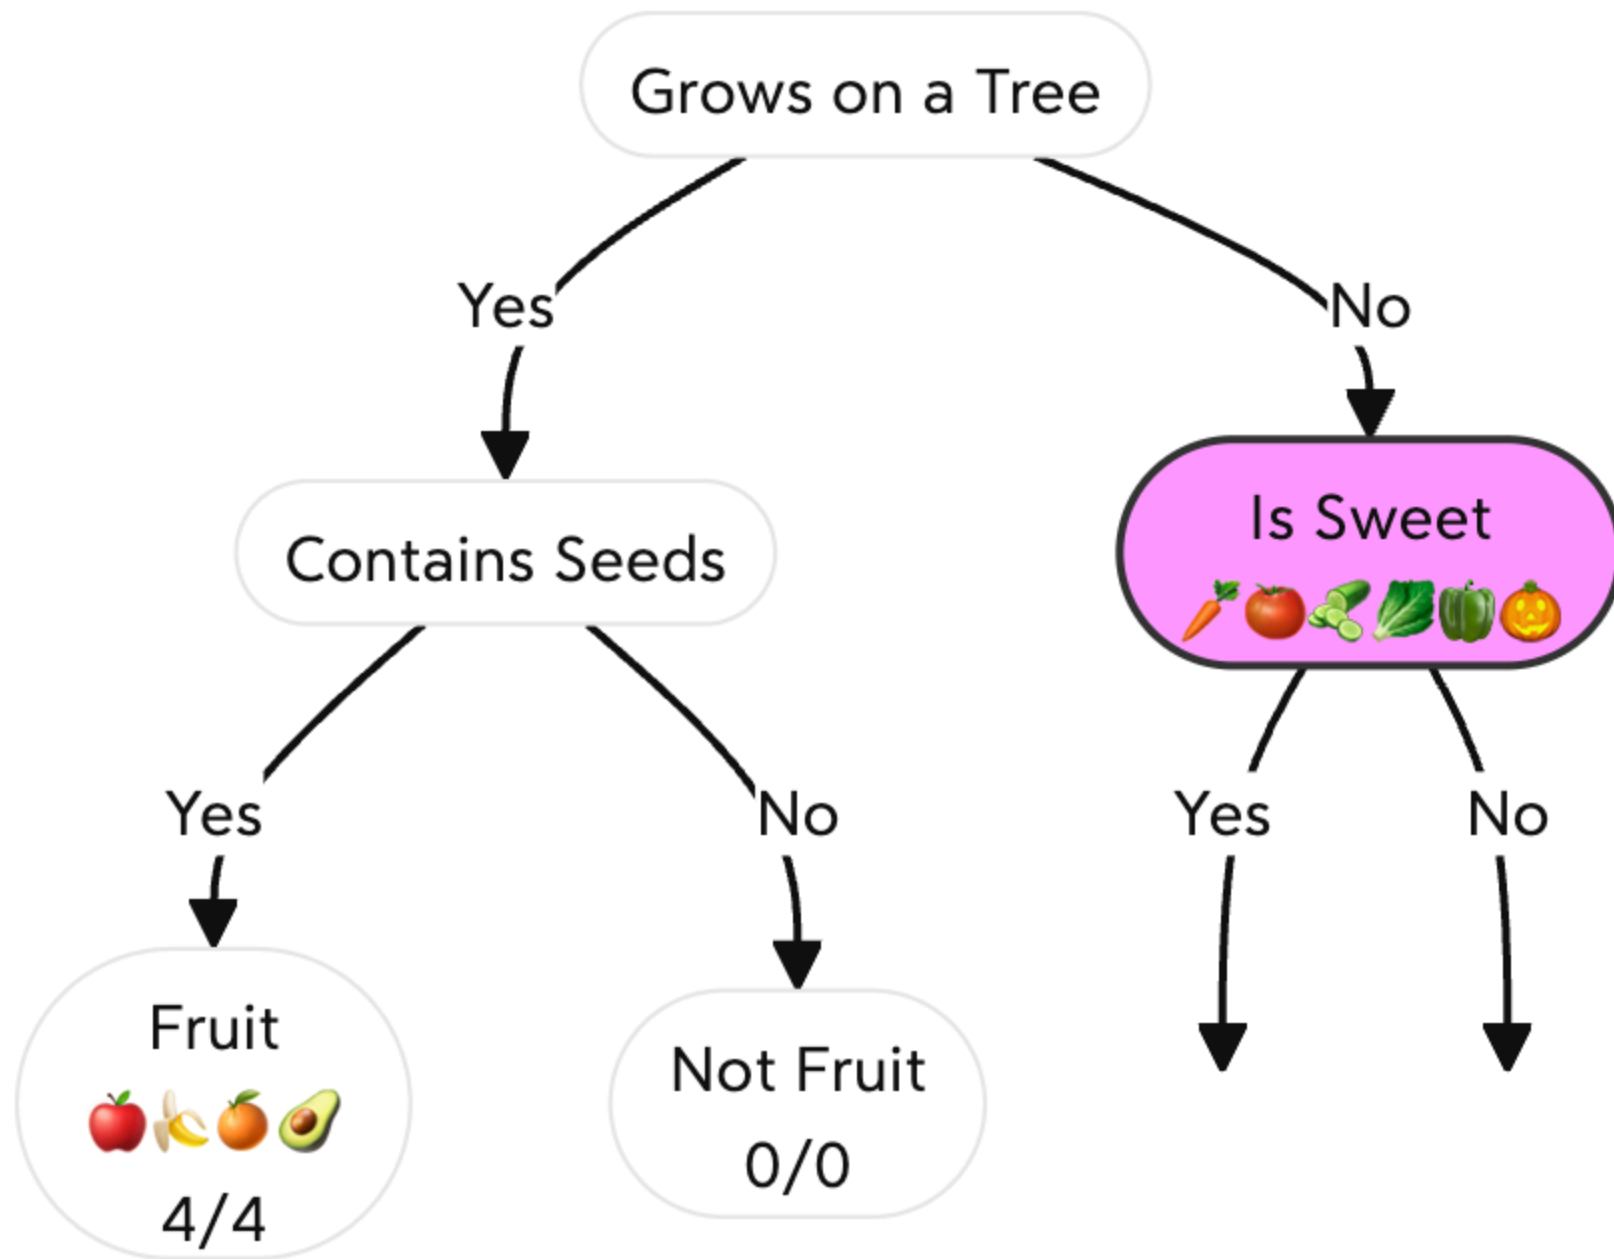 Grows on a Tree
Yes
No
Contains Seeds
Is Sweet
Yes
No
Yes
No
Fruit
4/4
Not Fruit
0/0